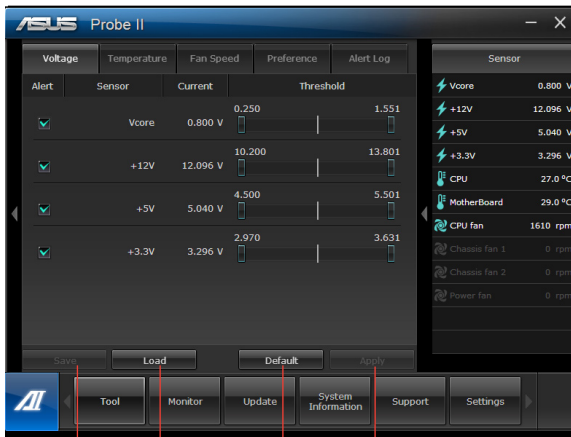 ASUS Probe II
Voltage Temperature Fan Speed Preference Alert Log
Sensor
Alert Sensor Current Threshold
Vcore 0.800 V 0.250 1.551
+12V 12.096 V 10.200 13.801
+5V 5.040 V 4.500 5.501
+3.3V 3.296 V 2.970 3.631
Vcore 0.800 V
+12V 12.096 V
+5V 5.040 V
+3.3V 3.296 V
CPU 27.0 °C
MotherBoard 29.0 °C
CPU fan 1610 rpm
Chassis fan 1 0 rpm
Chassis fan 2 0 rpm
Power fan 0 rpm
Save Load Default Apply
AI Tool Monitor Update System Information Support Settings